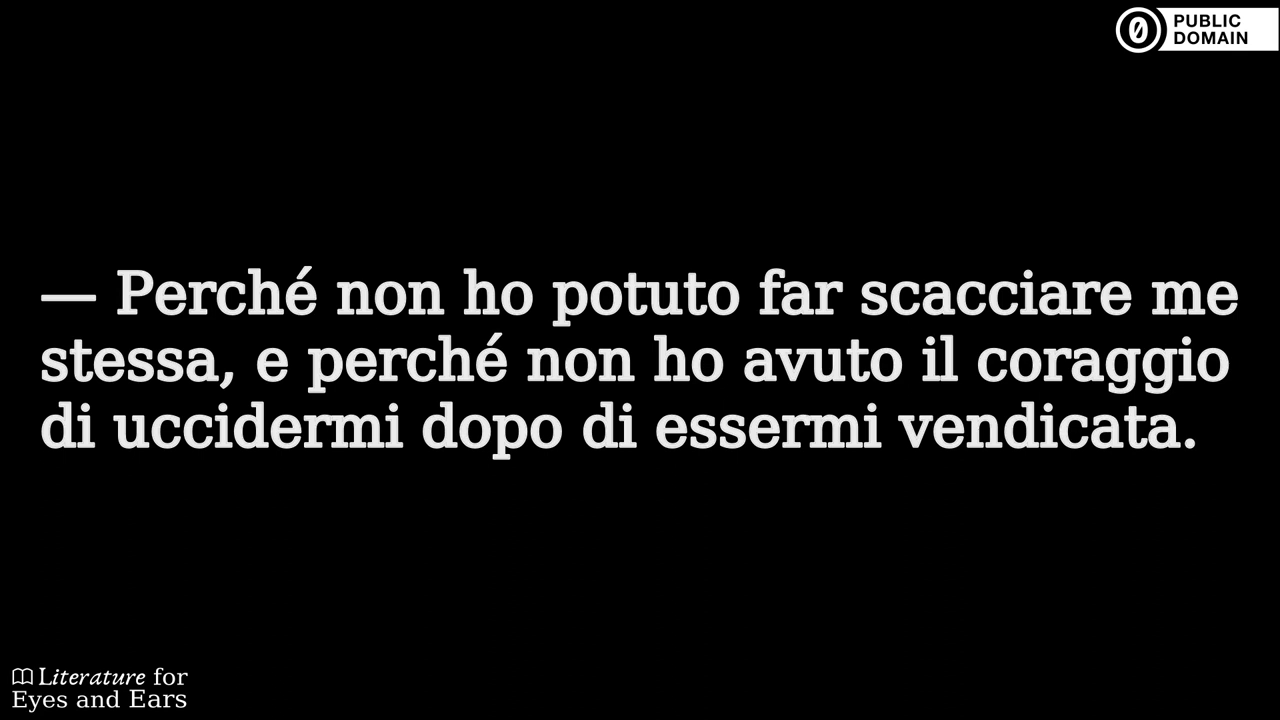 PUBLIC
DOMAIN
— Perché non ho potuto far scacciare me
stessa, e perché non ho avuto il coraggio
di uccidermi dopo di essermi vendicata.
Literature for
Eyes and Ears